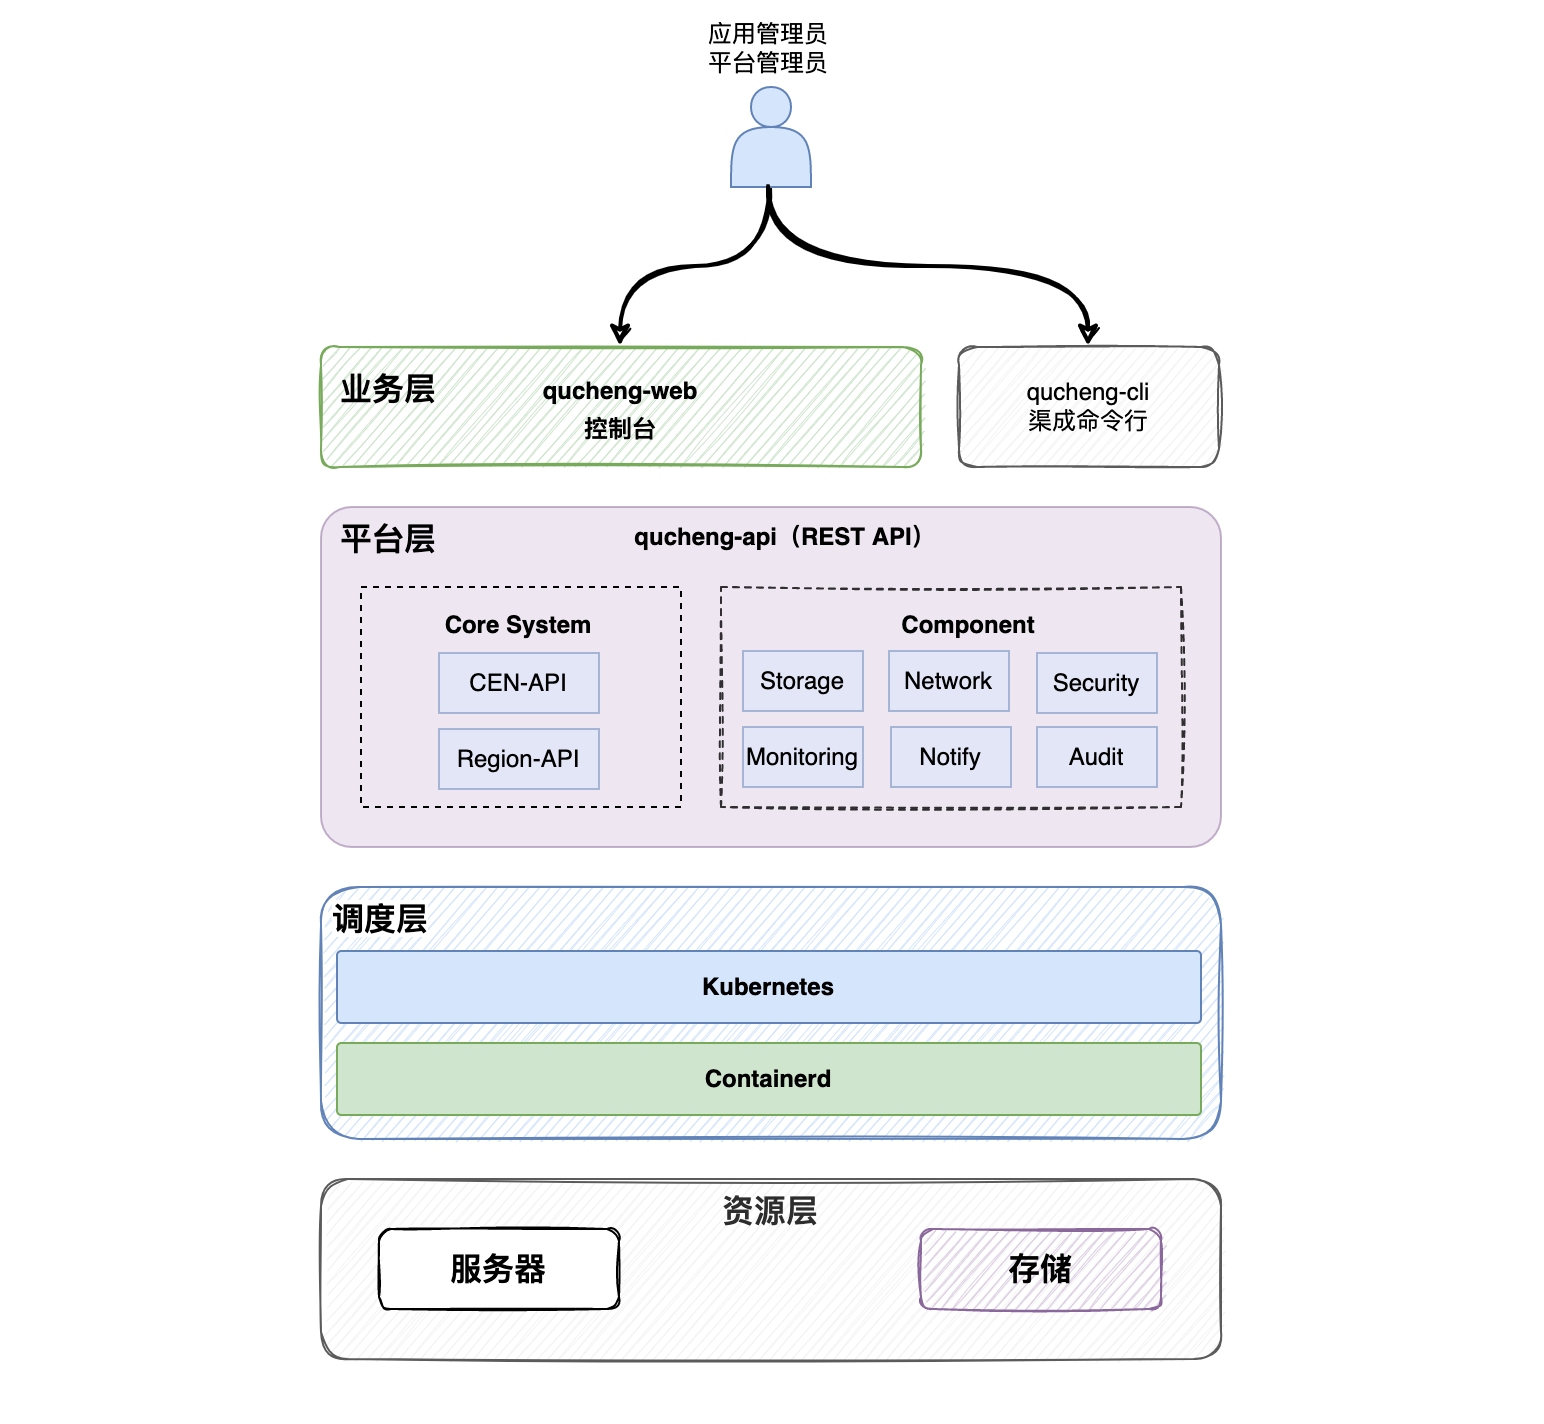 应用管理员
平台管理员
业务层
qucheng-web
控制台
qucheng-cli
渠成命令行
平台层
qucheng-api（REST API）
Core System
CEN-API
Region-API
Component
Storage
Network
Security
Monitoring
Notify
Audit
调度层
Kubernetes
Containerd
资源层
服务器
存储